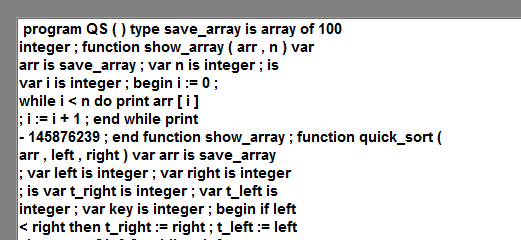 program QS ( ) type save_array is array of 100
integer ; function show_array ( arr , n ) var
arr is save_array ; var n is integer ; is
var i is integer ; begin i := 0 ;
while i < n do print arr [ i ]
; i := i + 1 ; end while print
- 145876239 ; end function show_array ; function quick_sort (
arr , left , right ) var arr is save_array
; var left is integer ; var right is integer
; is var t_right is integer ; var t_left is
integer ; var key is integer ; begin if left
< right then t_right := right ; t_left := left